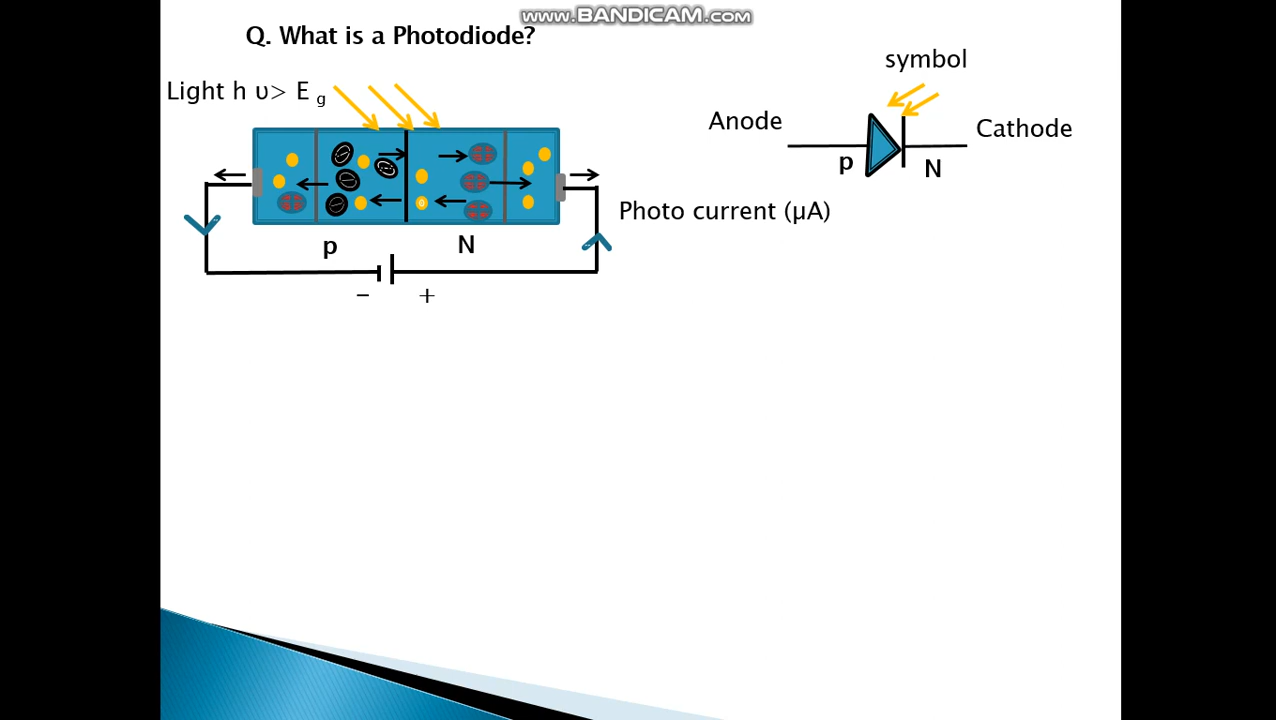 www.BANDICAM.com
Q. What is a Photodiode?
symbol
Light h υ> E g
Anode
Cathode
p
N
Photo current (μA)
p
N
− +